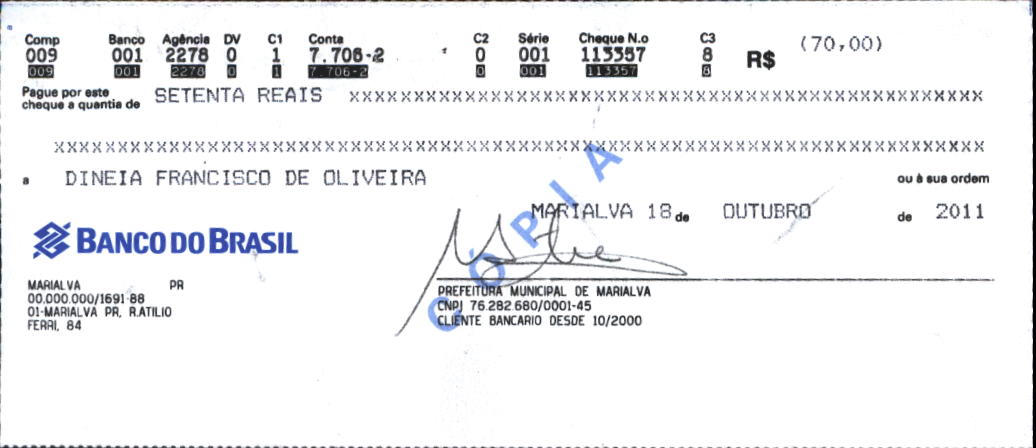 Comp Banco Agência DV C1 Conta C2 Série Cheque N.o C3
009 001 2278 0 1 7.706-2 0 001 113357 8 R$ (70,00)
009 001 2278 0 1 7.706-2 0 001 113357 8
Pague por este
cheque a quantia de SETENTA REAIS XXXXXXXXXXXXXXXXXXXXXXXXXXXXXXXXXXXXXXXXXXXXXXXXXX
XXXXXXXXXXXXXXXXXXXXXXXXXXXXXXXXXXXXXXXXXXXXXXXXXXXXXXXXXXXXXXXXXXXXXXXXXX
a DINEIA FRANCISCO DE OLIVEIRA ou à sua ordem
MARIALVA 18 de OUTUBRO de 2011
BANCO DO BRASIL
MARIALVA PR
00.000.000/1691-88
01-MARIALVA PR, R.ATILIO
FERRI, 84
PREFEITURA MUNICIPAL DE MARIALVA
CNPJ 76.282.680/0001-45
CLIENTE BANCARIO DESDE 10/2000
CÓPIA